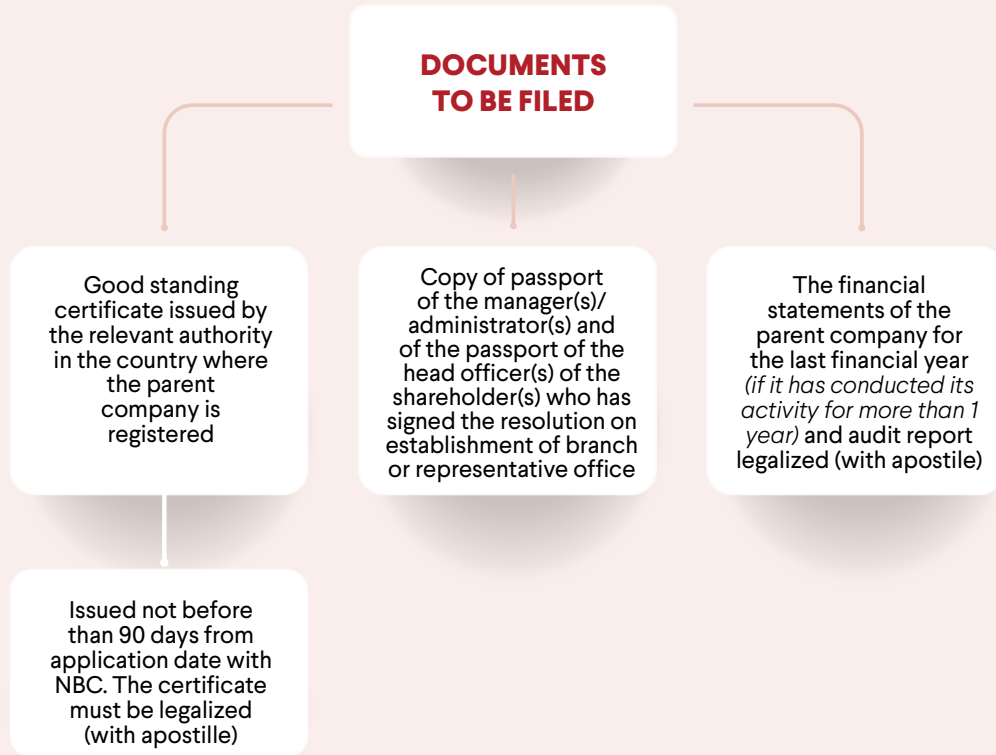 DOCUMENTS
TO BE FILED
Good standing
certificate issued by
the relevant authority
in the country where
the parent
company is
registered
Copy of passport
of the manager(s)/
administrator(s) and
of the passport of the
head officer(s) of the
shareholder(s) who has
signed the resolution on
establishment of branch
or representative office
The financial
statements of the
parent company for
the last financial year
(if it has conducted its
activity for more than 1
year) and audit report
legalized (with apostile)
Issued not before
than 90 days from
application date with
NBC. The certificate
must be legalized
(with apostille)